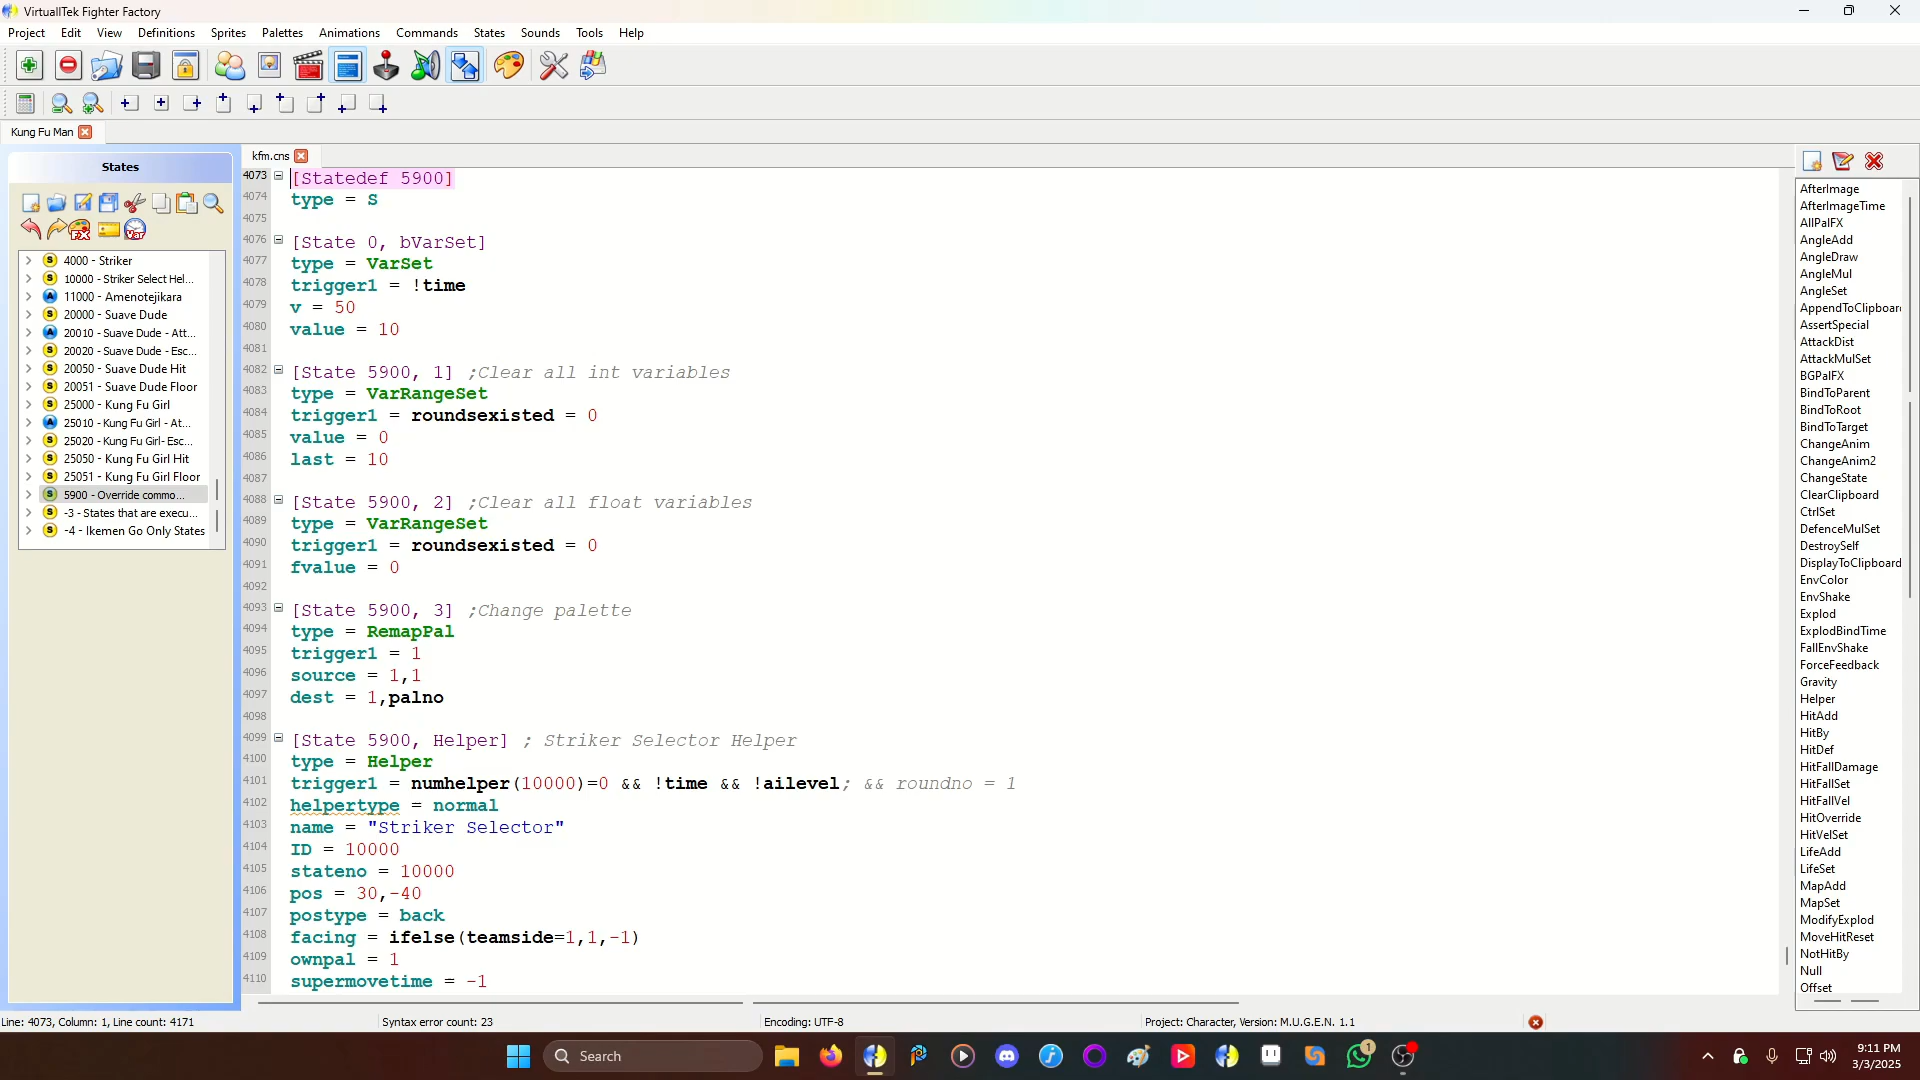 VirtuallTek Fighter Factory
Project Edit View Definitions Sprites Palettes Animations Commands States Sounds Tools Help
Kung Fu Man
States
kfm.cns
4000 - Striker
10000 - Striker Select Hel...
11000 - Amenotejikara
20000 - Suave Dude
20010 - Suave Dude - Att...
20020 - Suave Dude - Esc...
20050 - Suave Dude Hit
20051 - Suave Dude Floor
25000 - Kung Fu Girl
25010 - Kung Fu Girl - At...
25020 - Kung Fu Girl- Esc...
25050 - Kung Fu Girl Hit
25051 - Kung Fu Girl Floor
5900 - Override commo...
-3 - States that are execu...
-4 - Ikemen Go Only States
4073 [Statedef 5900]
4074 type = S
4075
4076 [State 0, bVarSet]
4077 type = VarSet
4078 trigger1 = !time
4079 v = 50
4080 value = 10
4081
4082 [State 5900, 1] ;Clear all int variables
4083 type = VarRangeSet
4084 trigger1 = roundsexisted = 0
4085 value = 0
4086 last = 10
4087
4088 [State 5900, 2] ;Clear all float variables
4089 type = VarRangeSet
4090 trigger1 = roundsexisted = 0
4091 fvalue = 0
4092
4093 [State 5900, 3] ;Change palette
4094 type = RemapPal
4095 trigger1 = 1
4096 source = 1,1
4097 dest = 1,palno
4098
4099 [State 5900, Helper] ; Striker Selector Helper
4100 type = Helper
4101 trigger1 = numhelper(10000)=0 && !time && !ailevel; && roundno = 1
4102 helpertype = normal
4103 name = "Striker Selector"
4104 ID = 10000
4105 stateno = 10000
4106 pos = 30,-40
4107 postype = back
4108 facing = ifelse(teamside=1,1,-1)
4109 ownpal = 1
4110 supermovetime = -1
AfterImage
AfterImageTime
AllPalFX
AngleAdd
AngleDraw
AngleMul
AngleSet
AppendToClipboar
AssertSpecial
AttackDist
AttackMulSet
BGPalFX
BindToParent
BindToRoot
BindToTarget
ChangeAnim
ChangeAnim2
ChangeState
ClearClipboard
CtrlSet
DefenceMulSet
DestroySelf
DisplayToClipboard
EnvColor
EnvShake
Explod
ExplodBindTime
FallEnvShake
ForceFeedback
Gravity
Helper
HitAdd
HitBy
HitDef
HitFallDamage
HitFallSet
HitFallVel
HitOverride
HitVelSet
LifeAdd
LifeSet
MapAdd
MapSet
ModifyExplod
MoveHitReset
NotHitBy
Null
Offset
Line: 4073, Column: 1, Line count: 4171
Syntax error count: 23
Encoding: UTF-8
Project: Character, Version: M.U.G.E.N. 1.1
Search
1
9:11 PM
3/3/2025